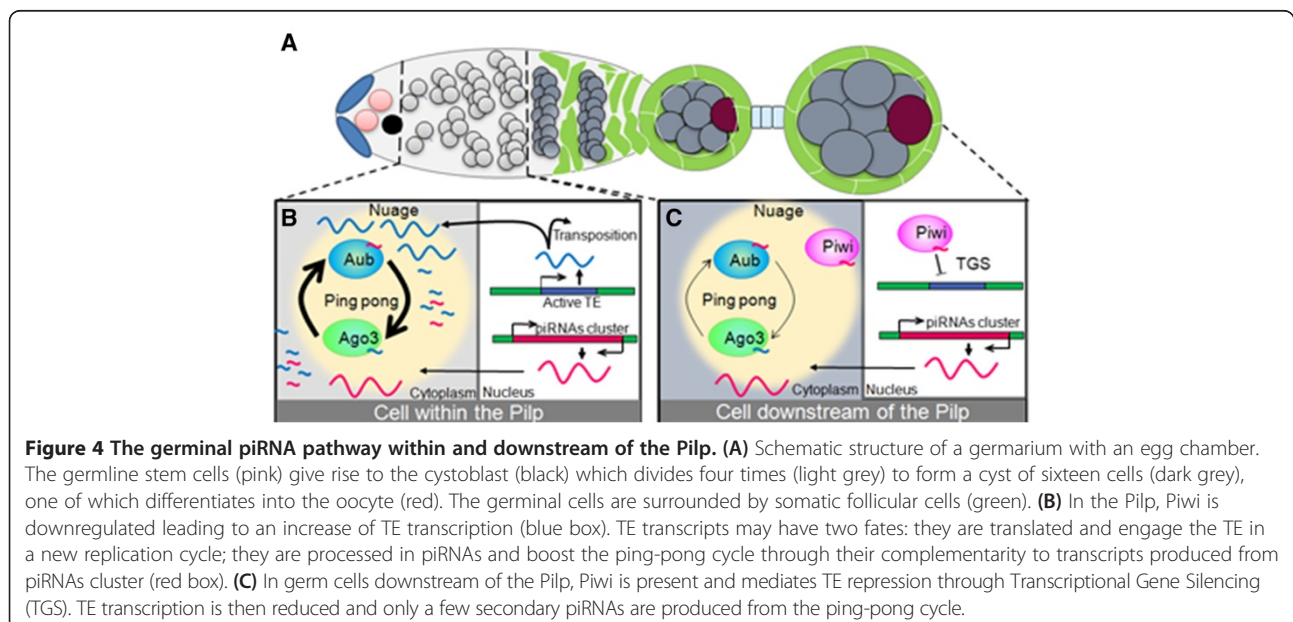 A
B
Nuage
Transposition
Aub
Ping pong
Active TE
Ago3
piRNAs cluster
Cytoplasm Nucleus
Cell within the Pilp
C
Nuage
Piwi
Piwi
Aub
TGS
Ping pong
Ago3
piRNAs cluster
Cytoplasm Nucleus
Cell downstream of the Pilp
Figure 4 The germinal piRNA pathway within and downstream of the Pilp. (A) Schematic structure of a germarium with an egg chamber.
The germline stem cells (pink) give rise to the cystoblast (black) which divides four times (light grey) to form a cyst of sixteen cells (dark grey),
one of which differentiates into the oocyte (red). The germinal cells are surrounded by somatic follicular cells (green). (B) In the Pilp, Piwi is
downregulated leading to an increase of TE transcription (blue box). TE transcripts may have two fates: they are translated and engage the TE in
a new replication cycle; they are processed in piRNAs and boost the ping-pong cycle through their complementarity to transcripts produced from
piRNAs cluster (red box). (C) In germ cells downstream of the Pilp, Piwi is present and mediates TE repression through Transcriptional Gene Silencing
(TGS). TE transcription is then reduced and only a few secondary piRNAs are produced from the ping-pong cycle.